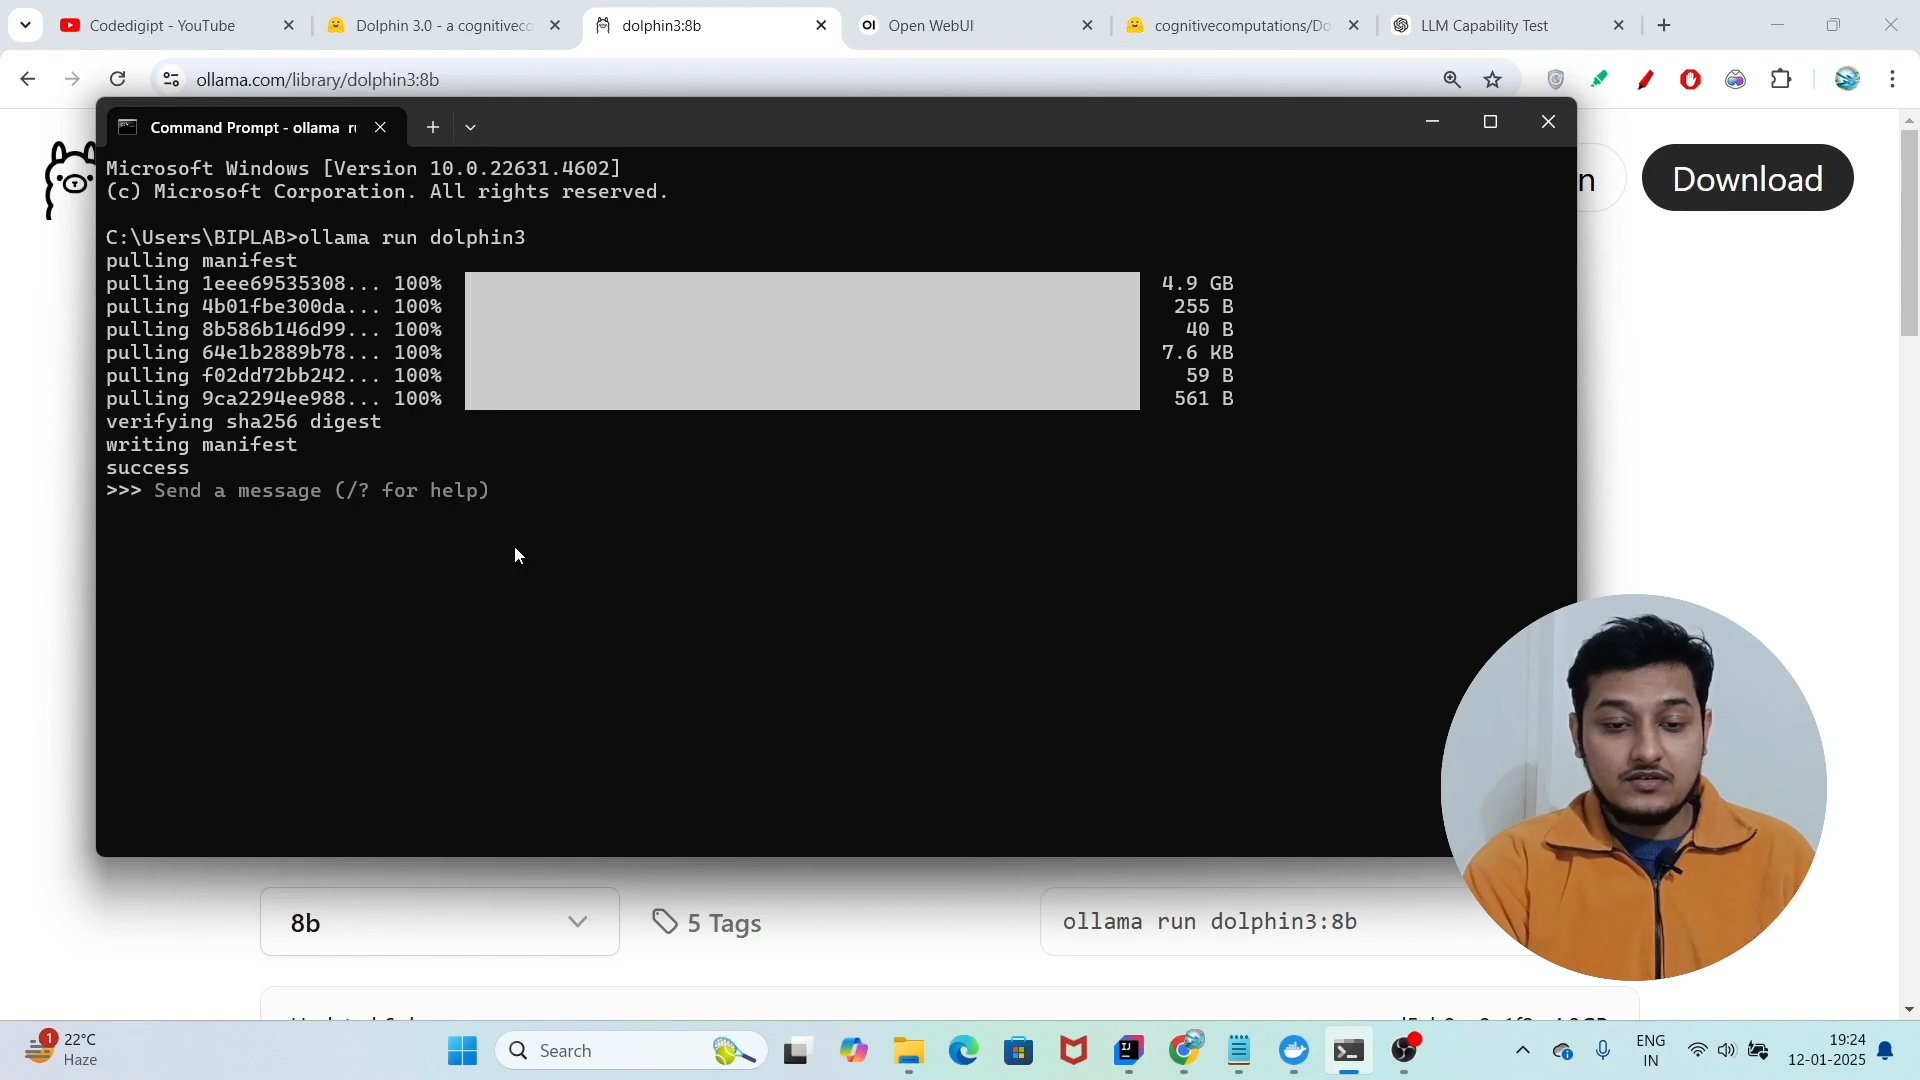 Codedigipt - YouTube
Dolphin 3.0 - a cognitivecc
dolphin3:8b
Open WebUI
cognitivecomputations/Do
LLM Capability Test
ollama.com/library/dolphin3:8b
Command Prompt - ollama r
Microsoft Windows [Version 10.0.22631.4602]
(c) Microsoft Corporation. All rights reserved.
n
Download
C:\Users\BIPLAB>ollama run dolphin3
pulling manifest
pulling 1eee69535308... 100% 4.9 GB
pulling 4b01fbe300da... 100% 255 B
pulling 8b586b146d99... 100% 40 B
pulling 64e1b2889b78... 100% 7.6 KB
pulling f02dd72bb242... 100% 59 B
pulling 9ca2294ee988... 100% 561 B
verifying sha256 digest
writing manifest
success
>>> Send a message (/? for help)
8b
5 Tags
ollama run dolphin3:8b
1
22°C
Haze
Search
ENG
IN
19:24
12-01-2025